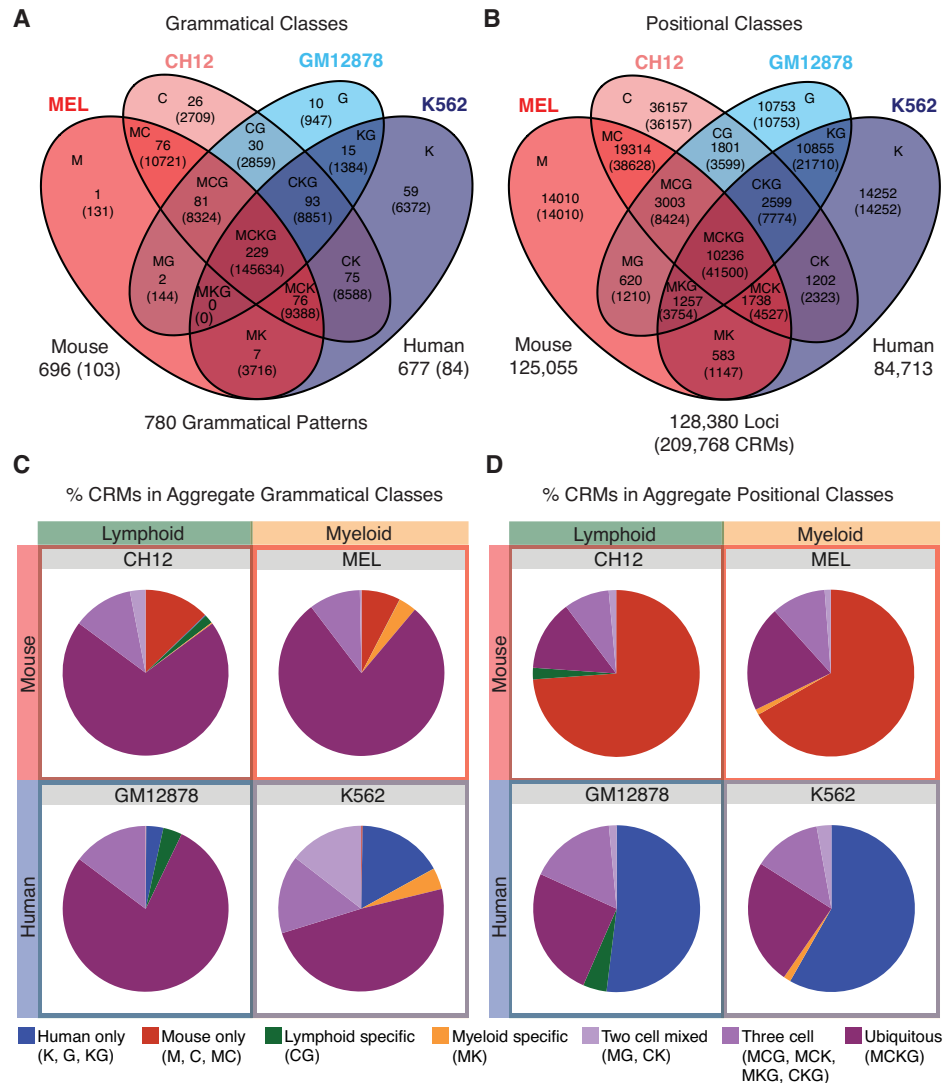 A
Grammatical Classes
CH12
GM12878
MEL
K562
C 26
(2709)
10 G
(947)
MC
76
(10721)
CG
30
(2859)
KG
15
(1384)
M
K
1
(131)
MCG
81
(8324)
CKG
93
(8851)
59
(6372)
MCKG
229
(145634)
MG
2
(144)
CK
75
(8588)
MKG
0
(0)
MCK
76
(9388)
MK
7
(3716)
Mouse
696 (103)
Human
677 (84)
780 Grammatical Patterns
B
Positional Classes
CH12
GM12878
MEL
K562
C 36157
(36157)
10753 G
(10753)
MC
19314
(38628)
CG
1801
(3599)
KG
10855
(21710)
M
K
14010
(14010)
MCG
3003
(8424)
CKG
2599
(7774)
14252
(14252)
MCKG
10236
(41500)
MG
620
(1210)
CK
1202
(2323)
MKG
1257
(3754)
MCK
1738
(4527)
MK
583
(1147)
Mouse
125,055
Human
84,713
128,380 Loci
(209,768 CRMs)
C
% CRMs in Aggregate Grammatical Classes
Lymphoid
Myeloid
Mouse
CH12
MEL
Human
GM12878
K562
D
% CRMs in Aggregate Positional Classes
Lymphoid
Myeloid
Mouse
CH12
MEL
Human
GM12878
K562
Human only
(K, G, KG)
Mouse only
(M, C, MC)
Lymphoid specific
(CG)
Myeloid specific
(MK)
Two cell mixed
(MG, CK)
Three cell
(MCG, MCK,
MKG, CKG)
Ubiquitous
(MCKG)